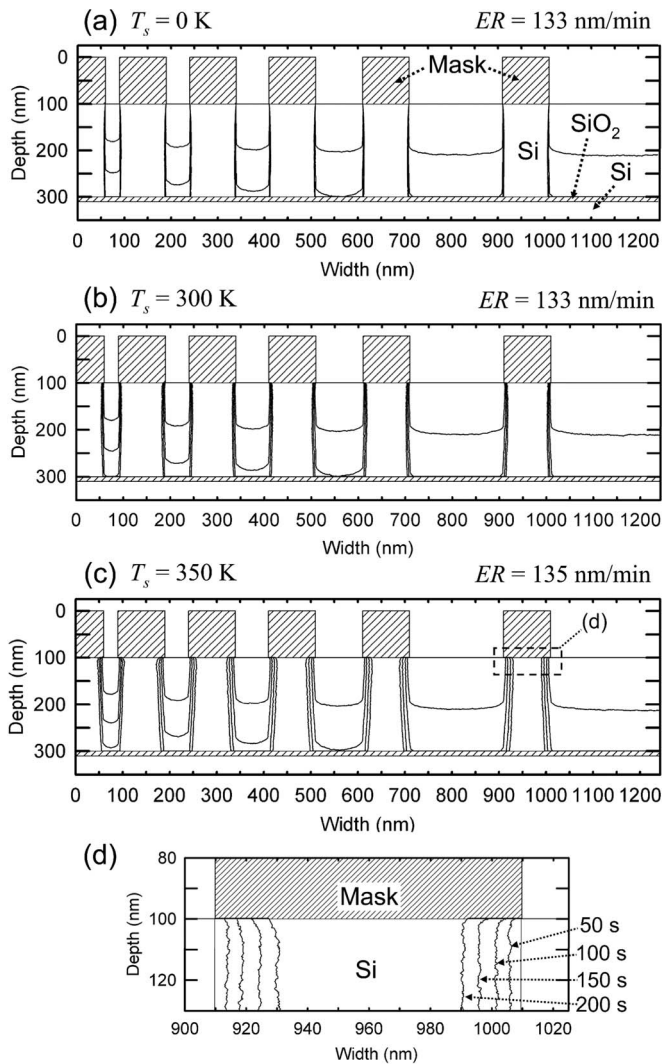 (a) Tₛ = 0 K ER = 133 nm/min
Mask
SiO₂
Si
Si
0
100
200
300
Depth (nm)
0 100 200 300 400 500 600 700 800 900 1000 1100 1200
Width (nm)
(b) Tₛ = 300 K ER = 133 nm/min
0
100
200
300
Depth (nm)
0 100 200 300 400 500 600 700 800 900 1000 1100 1200
Width (nm)
(c) Tₛ = 350 K ER = 135 nm/min
(d)
0
100
200
300
Depth (nm)
0 100 200 300 400 500 600 700 800 900 1000 1100 1200
Width (nm)
(d)
80
100
120
Depth (nm)
Mask
Si
50 s
100 s
150 s
200 s
900 920 940 960 980 1000 1020
Width (nm)